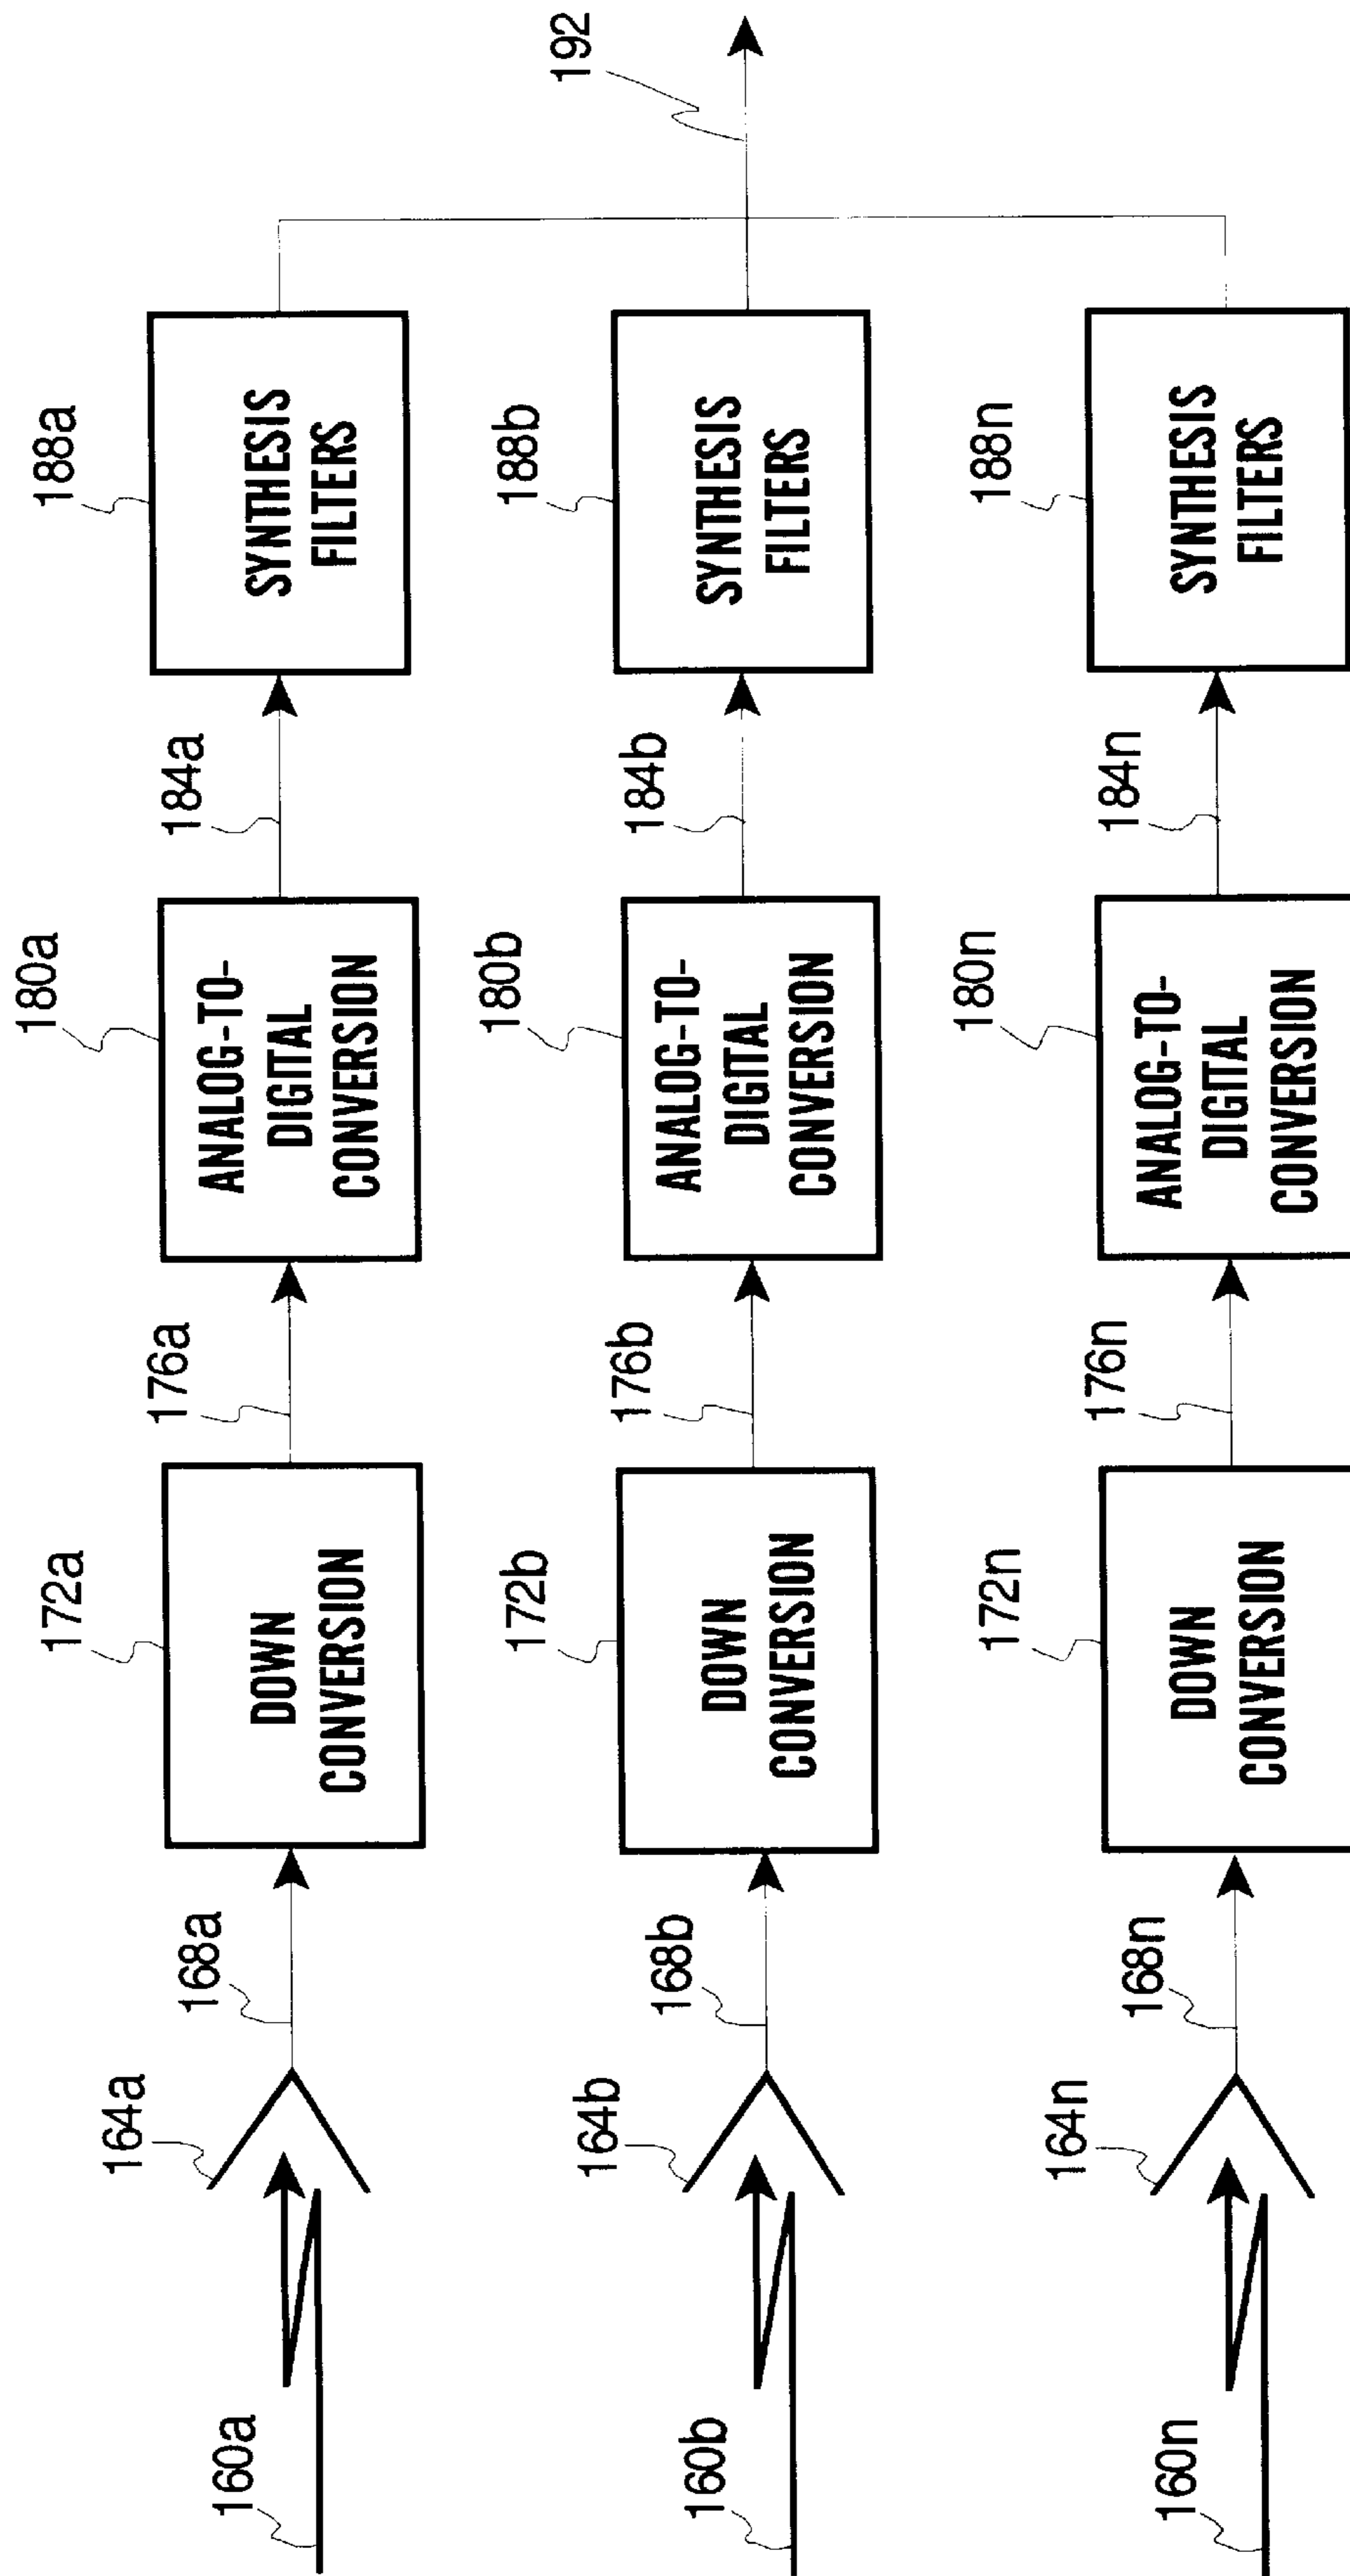 160a
164a
168a
172a
DOWN
CONVERSION
176a
180a
ANALOG-TO-
DIGITAL
CONVERSION
184a
188a
SYNTHESIS
FILTERS
160b
164b
168b
172b
DOWN
CONVERSION
176b
180b
ANALOG-TO-
DIGITAL
CONVERSION
184b
188b
SYNTHESIS
FILTERS
192
160n
164n
168n
172n
DOWN
CONVERSION
176n
180n
ANALOG-TO-
DIGITAL
CONVERSION
184n
188n
SYNTHESIS
FILTERS